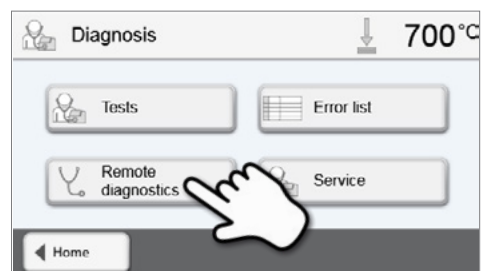 Diagnosis
700°C
Tests
Error list
Remote
diagnostics
Service
Home